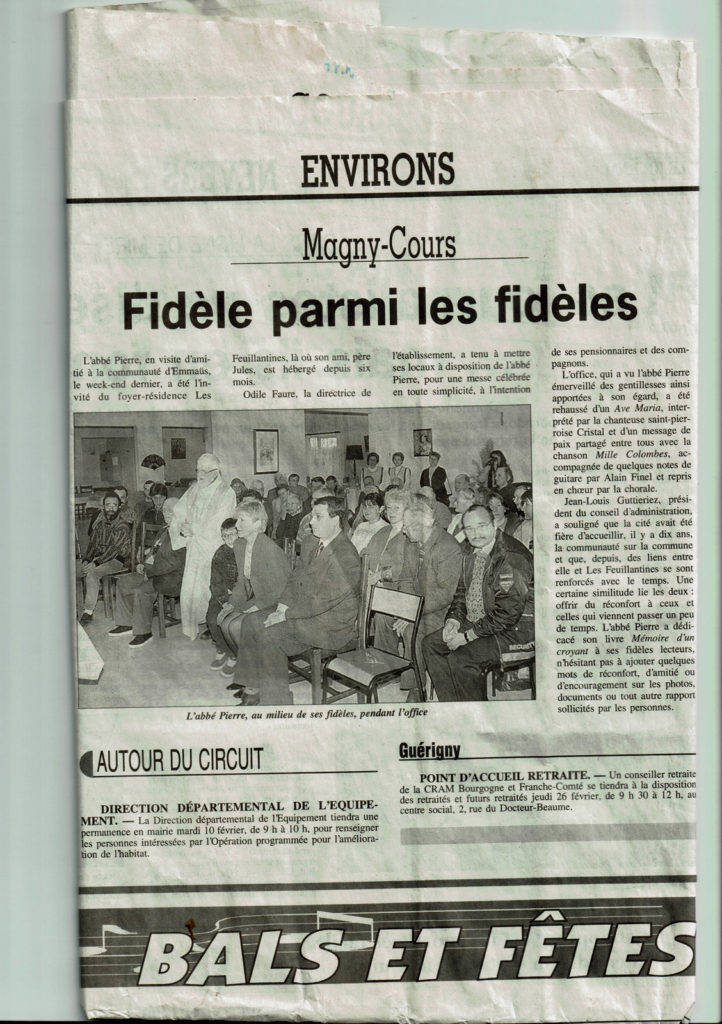 ENVIRONS
Magny-Cours
Fidèle parmi les fidèles
L'abbé Pierre, en visite d'ami-
tié à la communauté d'Emmaüs,
le week-end dernier, a été l'in-
vité du foyer-résidence Les
Feuillantines, là où son ami, père
Jules, est hébergé depuis six
mois.
Odile Faure, la directrice de
l'établissement, a tenu à mettre
ses locaux à disposition de l'abbé
Pierre, pour une messe célébrée
en toute simplicité, à l'intention
de ses pensionnaires et des com-
pagnons.
L'office, qui a vu l'abbé Pierre
émerveillé des gentillesses ainsi
apportées à son égard, a été
rehaussé d'un Ave Maria, inter-
prété par la chanteuse saint-pier-
roise Cristal et d'un message de
paix partagé entre tous avec la
chanson Mille Colombes, ac-
compagnée de quelques notes de
guitare par Alain Finel et repris
en chœur par la chorale.
Jean-Louis Guttieriez, prési-
dent du conseil d'administration,
a souligné que la cité avait été
fière d'accueillir, il y a dix ans,
la communauté sur la commune
et que, depuis, des liens entre
elle et Les Feuillantines se sont
renforcés avec le temps. Une
certaine similitude lie les deux :
offrir du réconfort à ceux et
celles qui viennent passer un peu
de temps. L'abbé Pierre a dédi-
cacé son livre Mémoire d'un
croyant à ses fidèles lecteurs,
n'hésitant pas à ajouter quelques
mots de réconfort, d'amitié ou
d'encouragement sur les photos,
documents ou tout autre rapport
sollicités par les personnes.
SECURITY
L'abbé Pierre, au milieu de ses fidèles, pendant l'office
AUTOUR DU CIRCUIT
DIRECTION DÉPARTEMENTAL DE L'EQUIPE-
MENT. — La Direction départemental de l'Equipement tiendra une
permanence en mairie mardi 10 février, de 9 h à 10 h, pour renseigner
les personnes intéressées par l'Opération programmée pour l'améliora-
tion de l'habitat.
Guérigny
POINT D'ACCUEIL RETRAITE. — Un conseiller retraite
de la CRAM Bourgogne et Franche-Comté se tiendra à la disposition
des retraités et futurs retraités jeudi 26 février, de 9 h 30 à 12 h, au
centre social, 2, rue du Docteur-Beaume.
BALS ET FÊTES